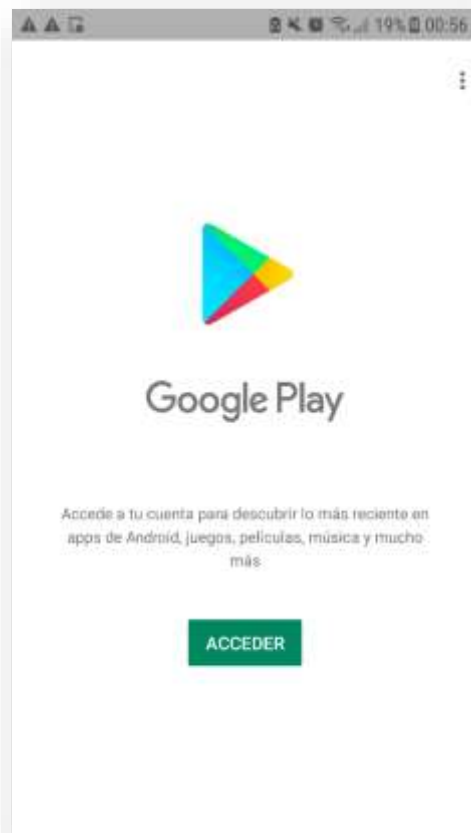 19% 00:56
Google Play
Accede a tu cuenta para descubrir lo más reciente en
apps de Android, juegos, películas, música y mucho
más
ACCEDER